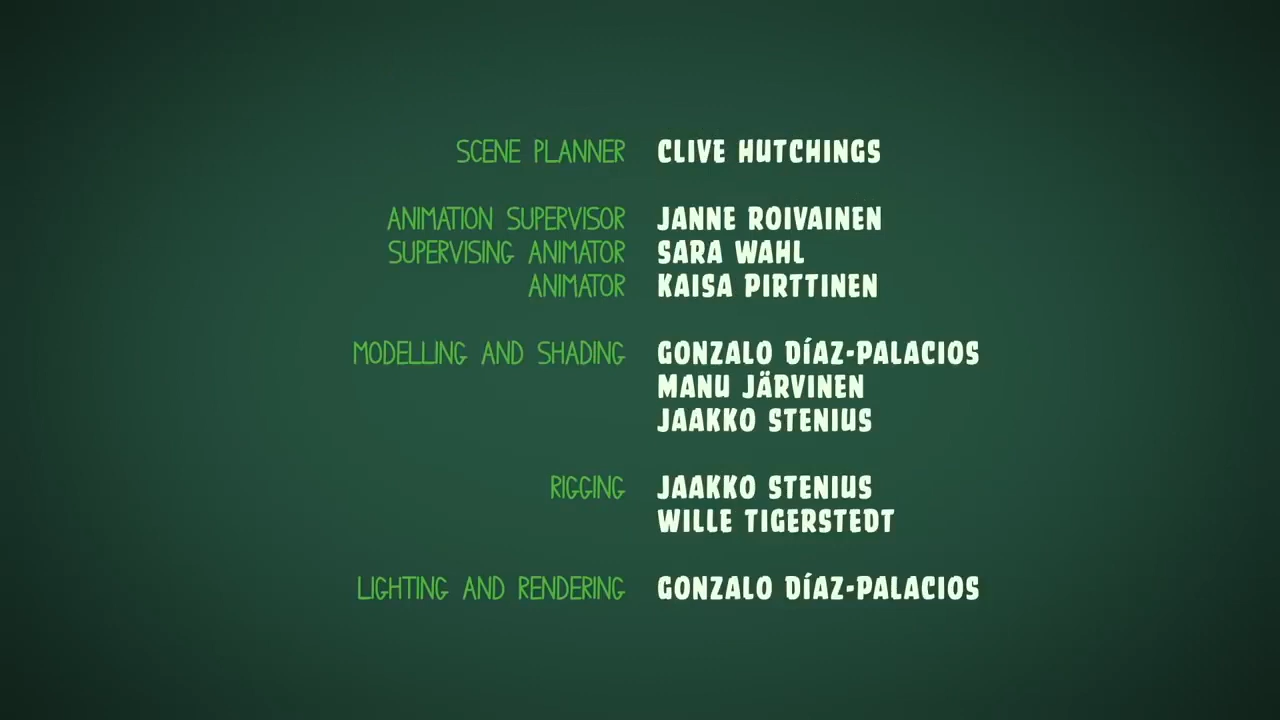 SCENE PLANNER CLIVE HUTCHINGS
ANIMATION SUPERVISOR JANNE ROIVAINEN
SUPERVISING ANIMATOR SARA WAHL
ANIMATOR KAISA PIRTTINEN
MODELLING AND SHADING GONZALO DÍAZ-PALACIOS
MANU JÄRVINEN
JAAKKO STENIUS
RIGGING JAAKKO STENIUS
WILLE TIGERSTEDT
LIGHTING AND RENDERING GONZALO DÍAZ-PALACIOS